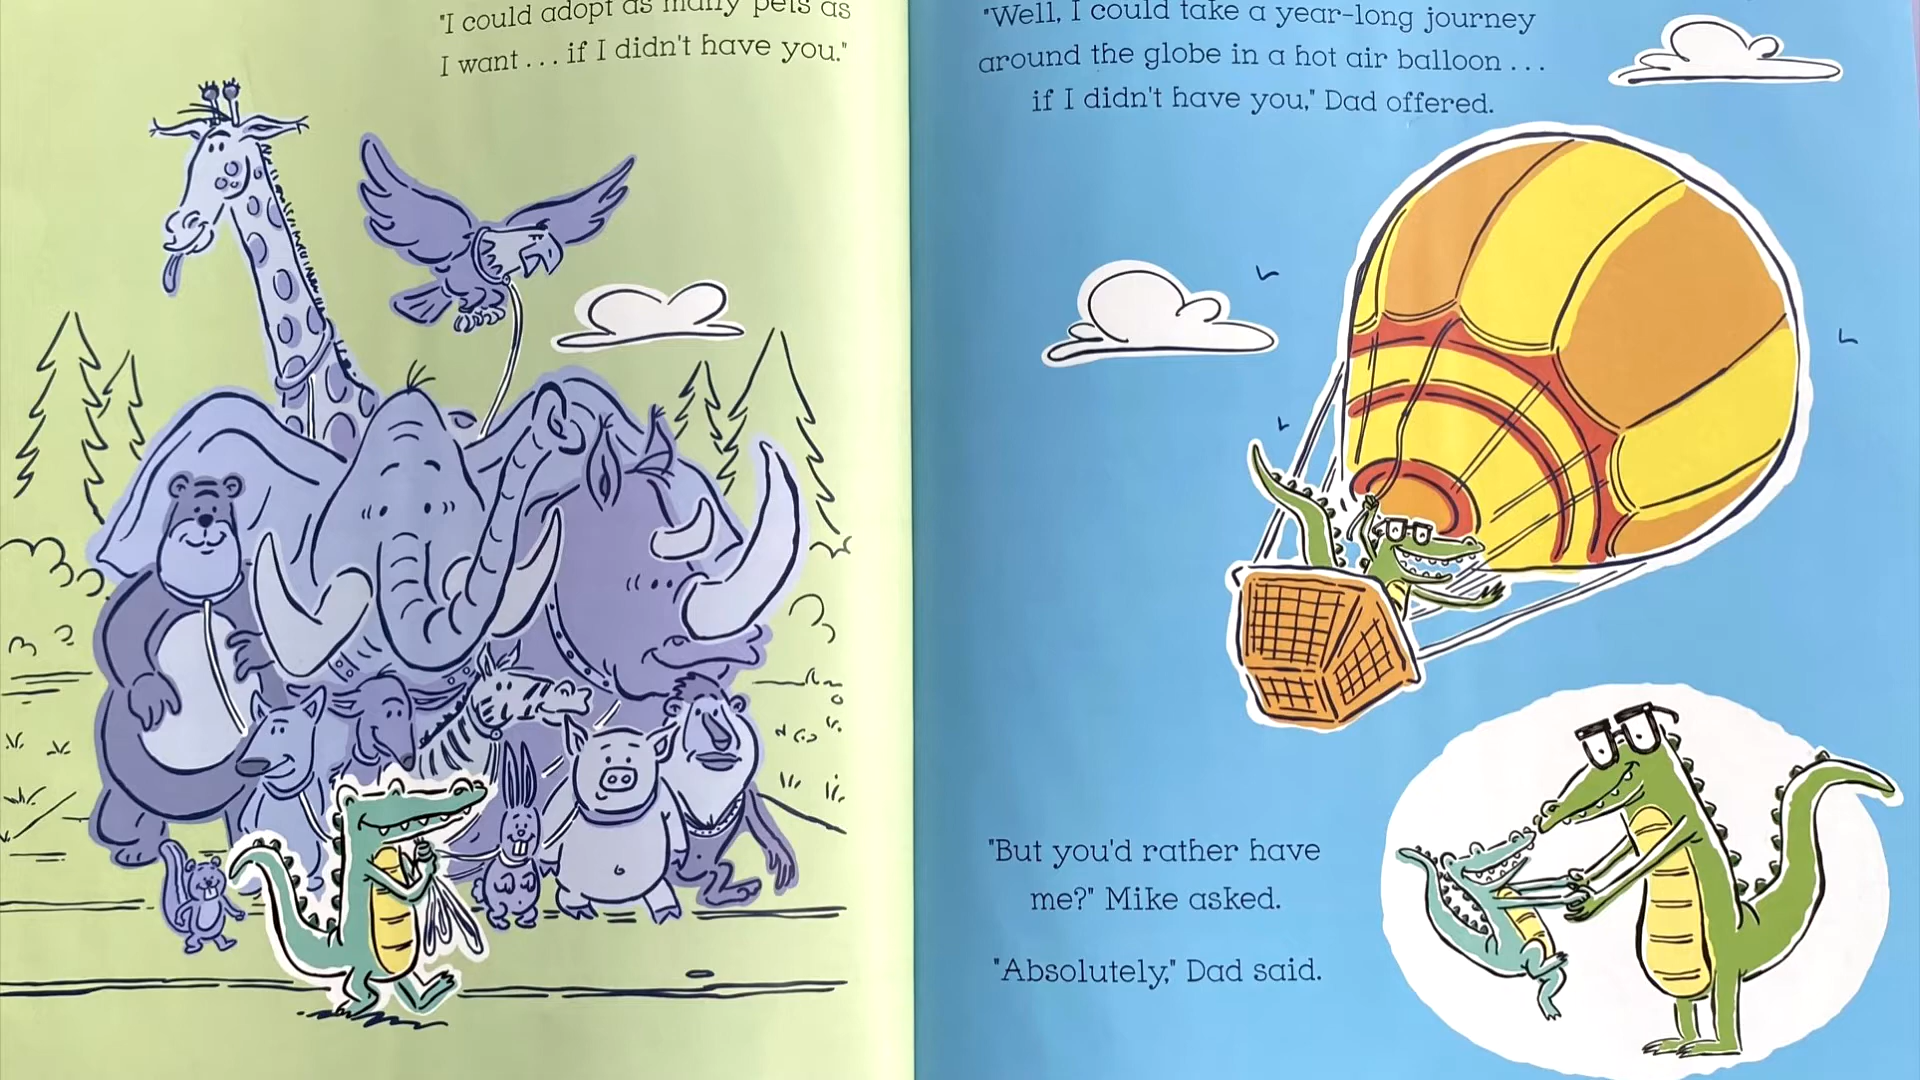 "I could adopt as many pets as
I want . . . if I didn't have you."
"Well, I could take a year-long journey
around the globe in a hot air balloon . . .
if I didn't have you," Dad offered.
"But you'd rather have
me?" Mike asked.
"Absolutely," Dad said.